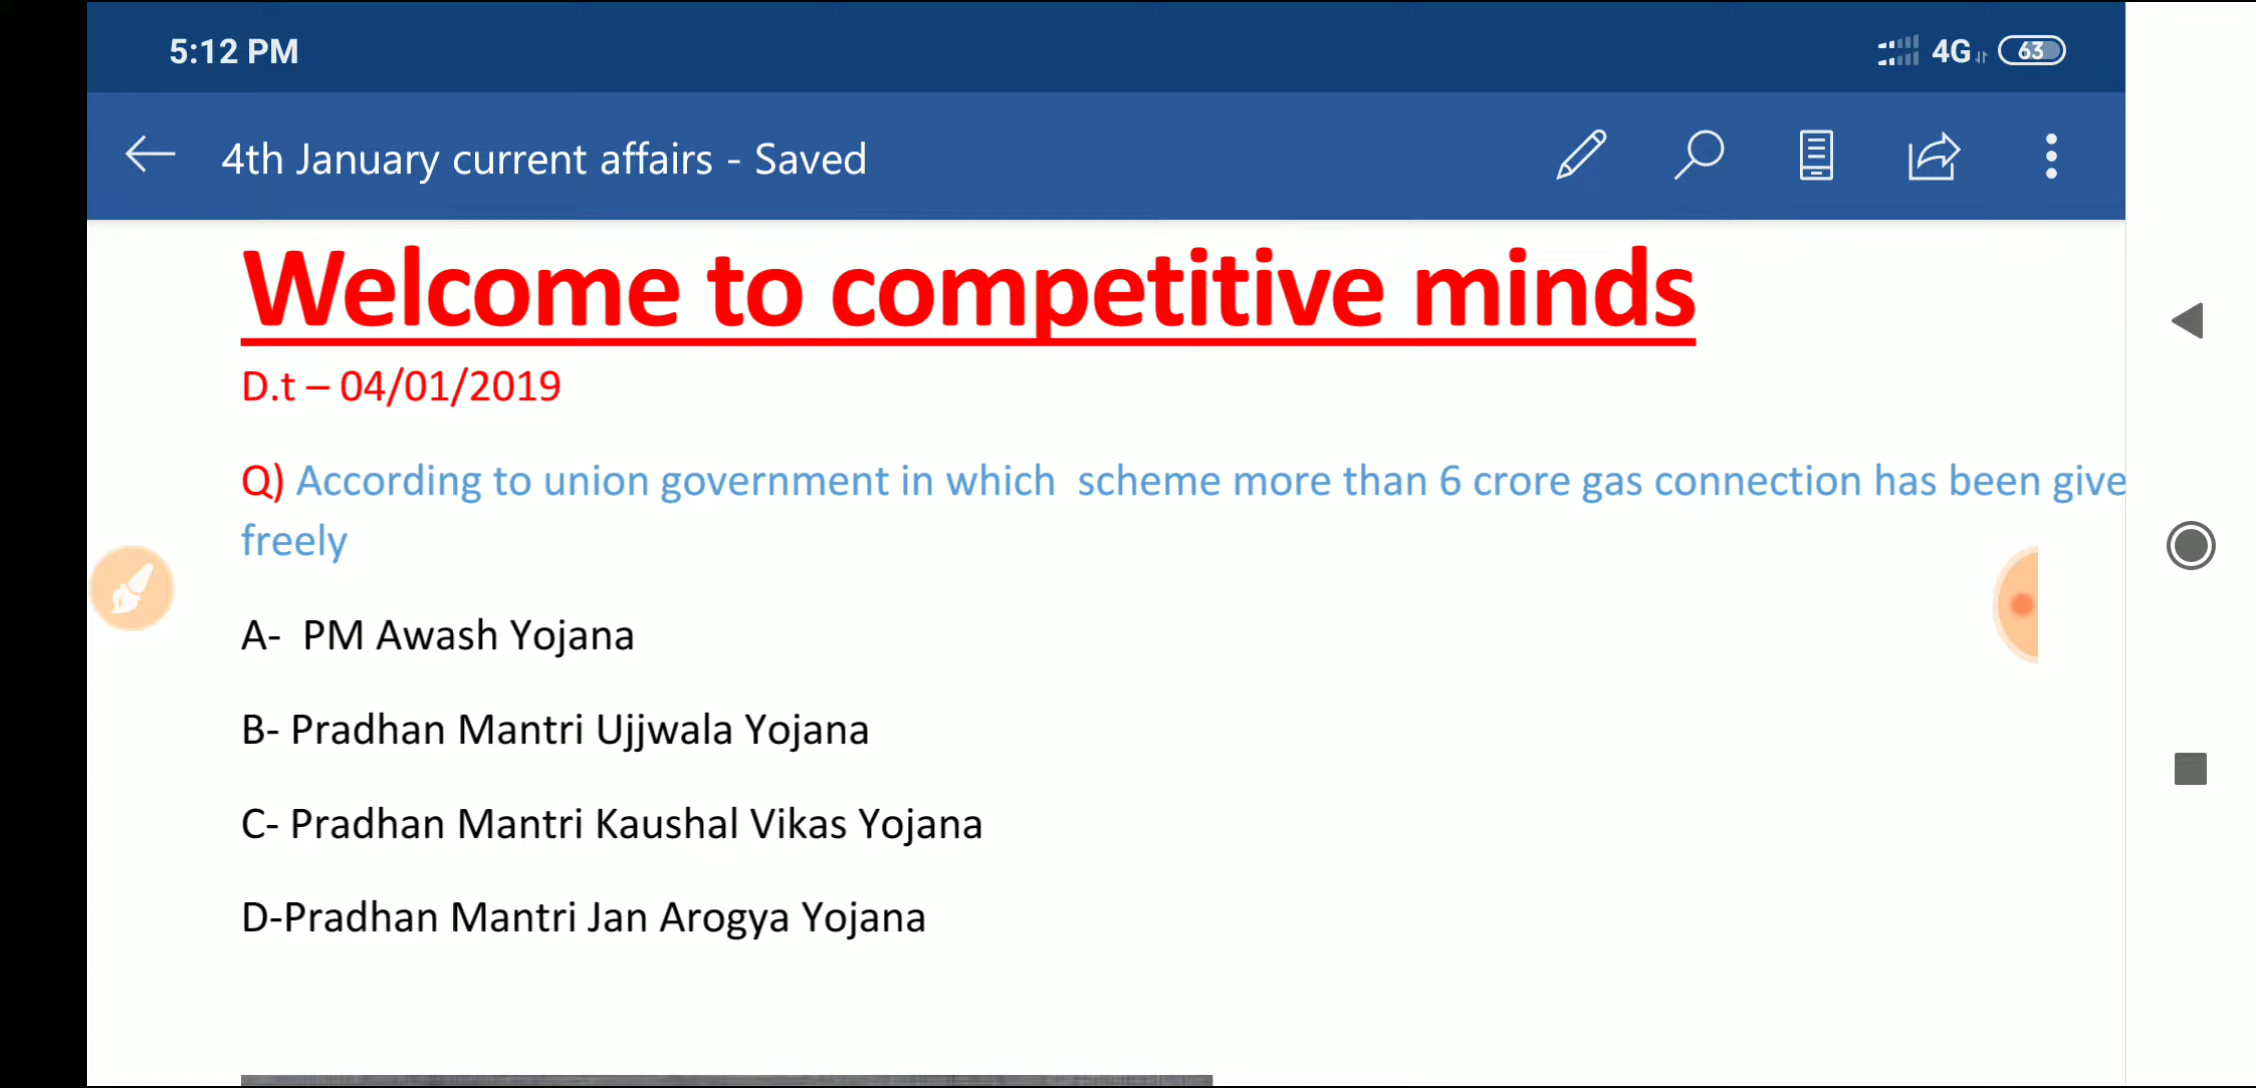 5:12 PM
4G 63
4th January current affairs - Saved
Welcome to competitive minds
D.t – 04/01/2019
Q) According to union government in which scheme more than 6 crore gas connection has been give
freely
A- PM Awash Yojana
B- Pradhan Mantri Ujjwala Yojana
C- Pradhan Mantri Kaushal Vikas Yojana
D-Pradhan Mantri Jan Arogya Yojana